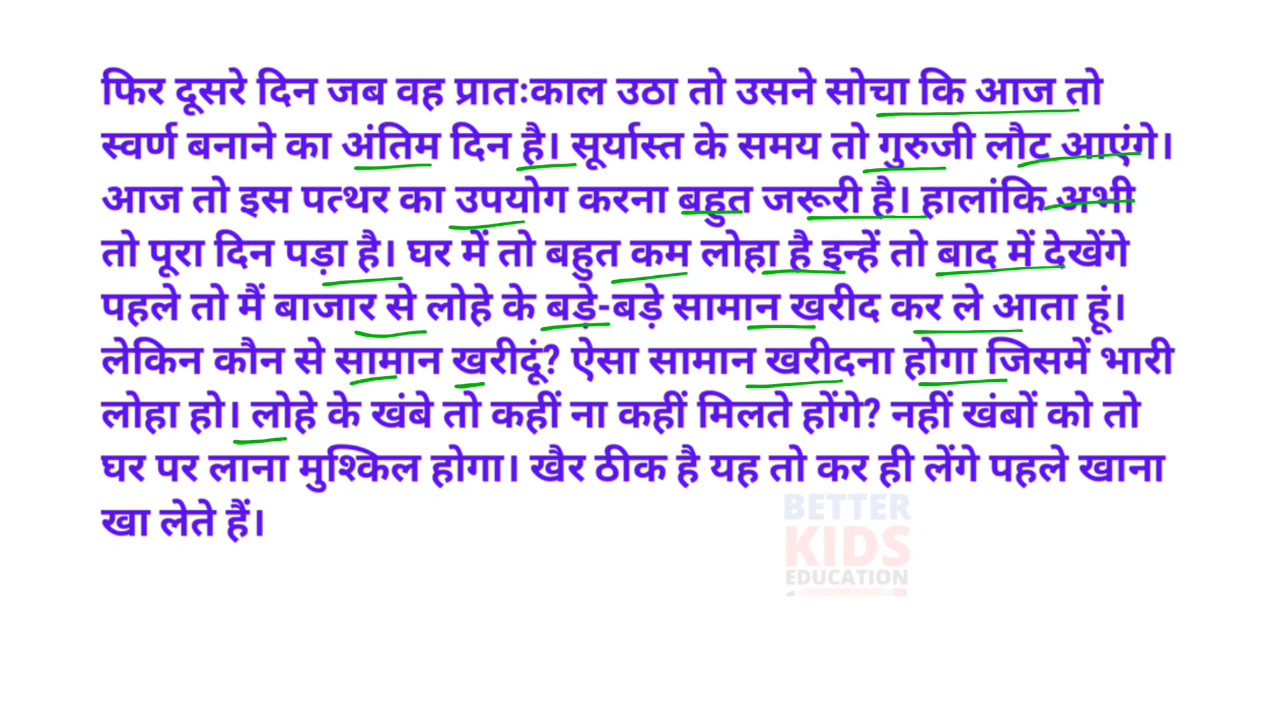 फिर दूसरे दिन जब वह प्रातःकाल उठा तो उसने सोचा कि आज तो
स्वर्ण बनाने का अंतिम दिन है। सूर्यास्त के समय तो गुरुजी लौट आएंगे।
आज तो इस पत्थर का उपयोग करना बहुत जरूरी है। हालांकि अभी
तो पूरा दिन पड़ा है। घर में तो बहुत कम लोहा है इन्हें तो बाद में देखेंगे
पहले तो मैं बाजार से लोहे के बड़े-बड़े सामान खरीद कर ले आता हूं।
लेकिन कौन से सामान खरीदूं? ऐसा सामान खरीदना होगा जिसमें भारी
लोहा हो। लोहे के खंबे तो कहीं ना कहीं मिलते होंगे? नहीं खंबों को तो
घर पर लाना मुश्किल होगा। खैर ठीक है यह तो कर ही लेंगे पहले खाना
खा लेते हैं।
BETTER
KIDS
EDUCATION